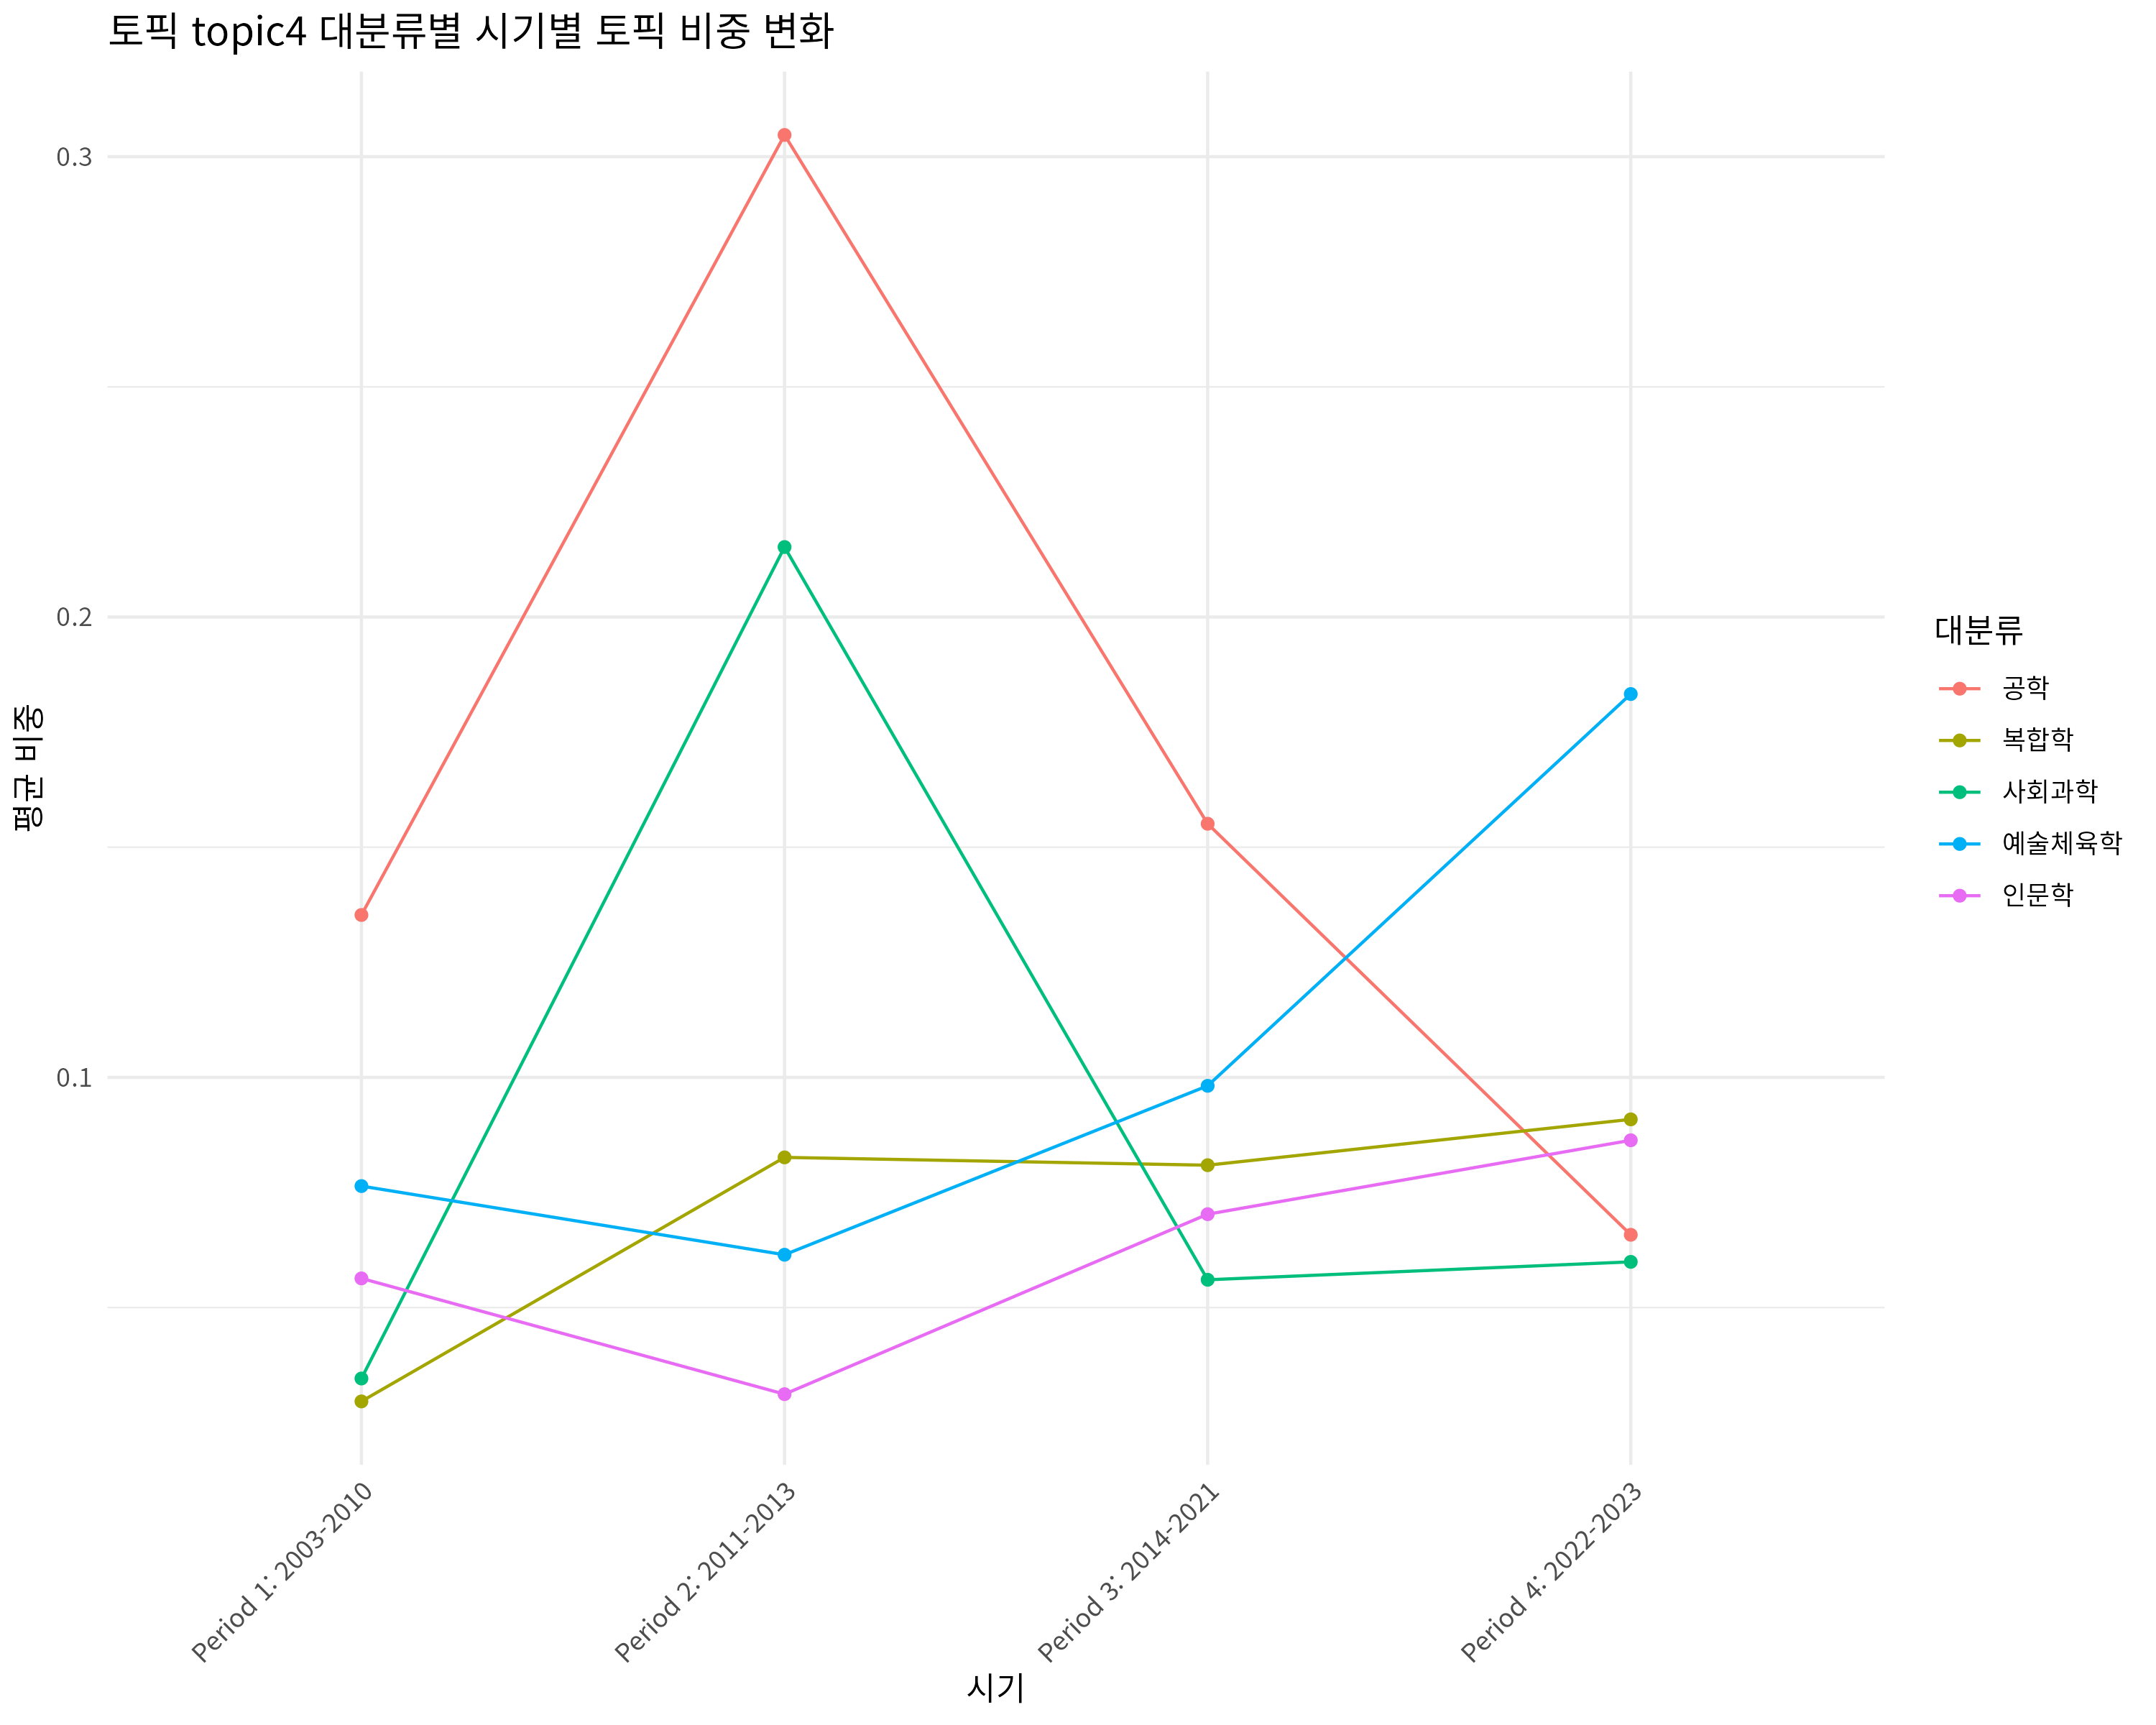 토픽 topic4 대분류별 시기별 토픽 비중 변화
평균 비중
0.3
0.2
0.1
Period 1: 2003-2010
Period 2: 2011-2013
Period 3: 2014-2021
Period 4: 2022-2023
시기
대분류
공학
복합학
사회과학
예술체육학
인문학